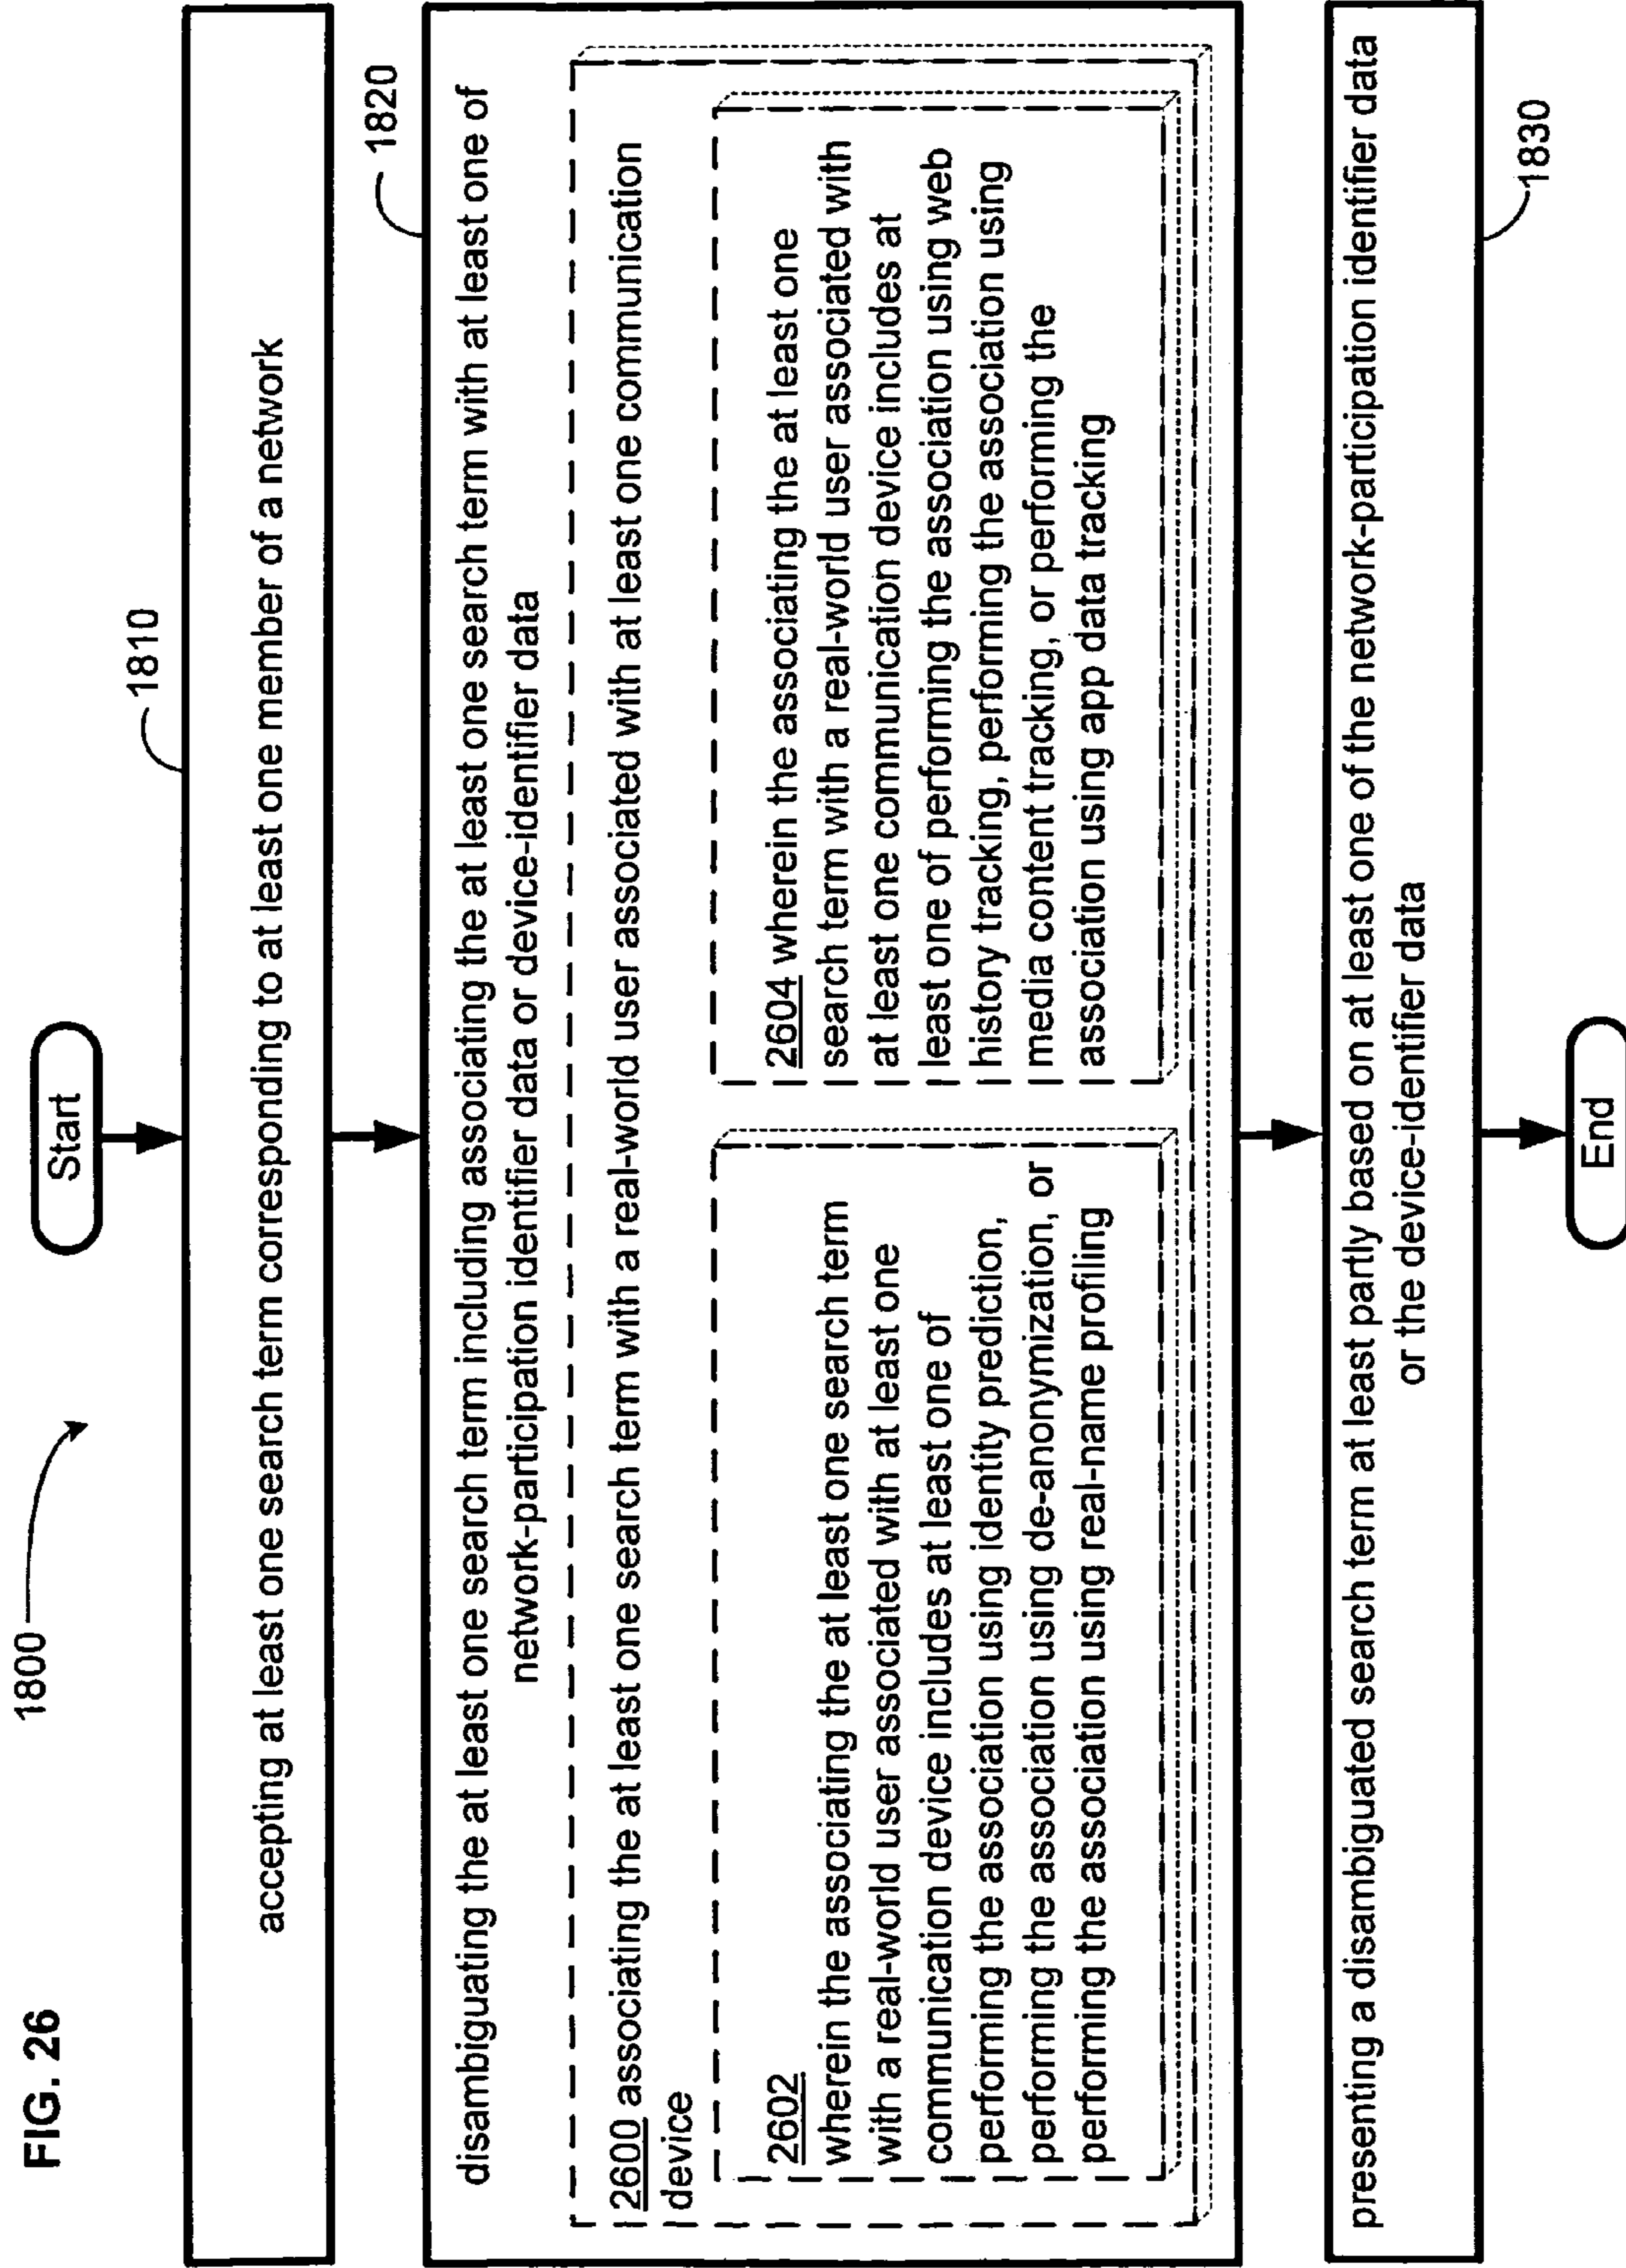 FIG. 26
1800
Start
1810
accepting at least one search term corresponding to at least one member of a network
1820
disambiguating the at least one search term including associating the at least one search term with at least one of
network-participation identifier data or device-identifier data
2600 associating the at least one search term with a real-world user associated with at least one communication
device
2602
wherein the associating the at least one search term
with a real-world user associated with at least one
communication device includes at least one of
performing the association using identity prediction,
performing the association using de-anonymization, or
performing the association using real-name profiling
2604 wherein the associating the at least one
search term with a real-world user associated with
at least one communication device includes at
least one of performing the association using web
history tracking, performing the association using
media content tracking, or performing the
association using app data tracking
presenting a disambiguated search term at least partly based on at least one of the network-participation identifier data
or the device-identifier data
1830
End